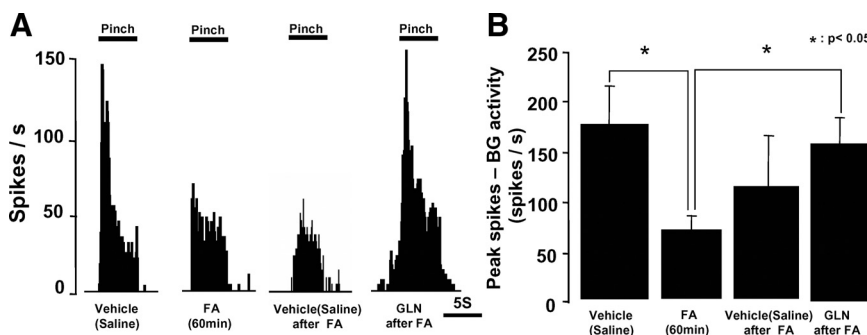 A
Pinch
Pinch
Pinch
Pinch
Spikes / s
150
100
50
0
Vehicle
(Saline)
FA
(60min)
Vehicle(Saline)
after FA
GLN
after FA
5S
B
* : p< 0.05
*
*
Peak spikes – BG activity
(spikes / s)
250
200
150
100
50
0
Vehicle
(Saline)
FA
(60min)
Vehicle(Saline)
after FA
GLN
after FA